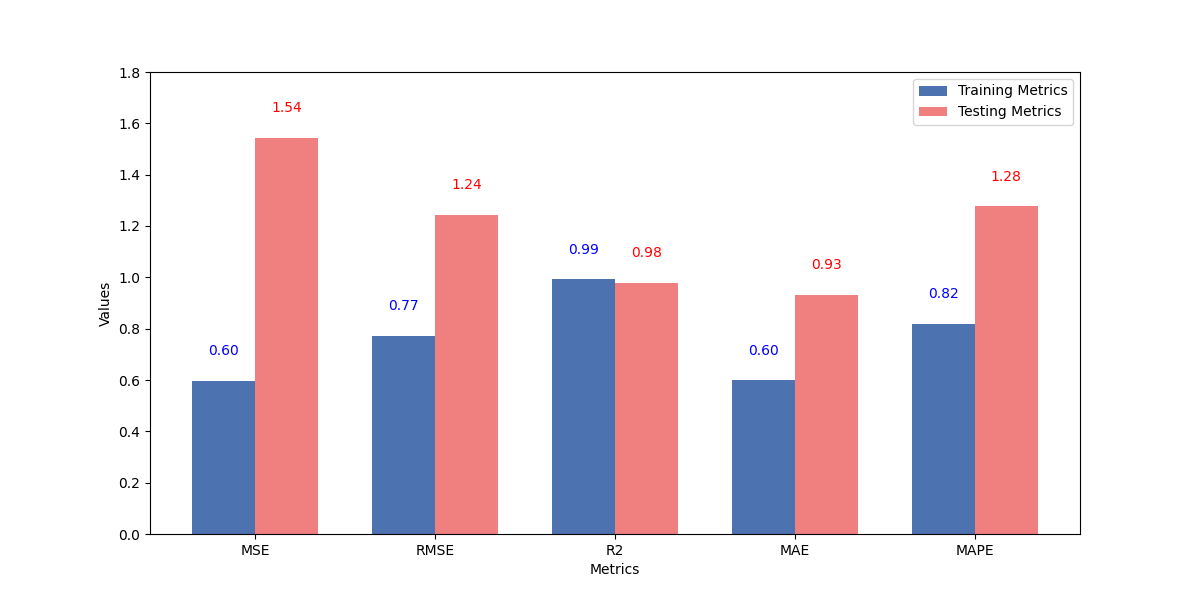 1.8
1.6
1.4
1.2
1.0
0.8
0.6
0.4
0.2
0.0
Values
Training Metrics
Testing Metrics
0.60
1.54
0.77
1.24
0.99
0.98
0.60
0.93
0.82
1.28
MSE
RMSE
R2
MAE
MAPE
Metrics